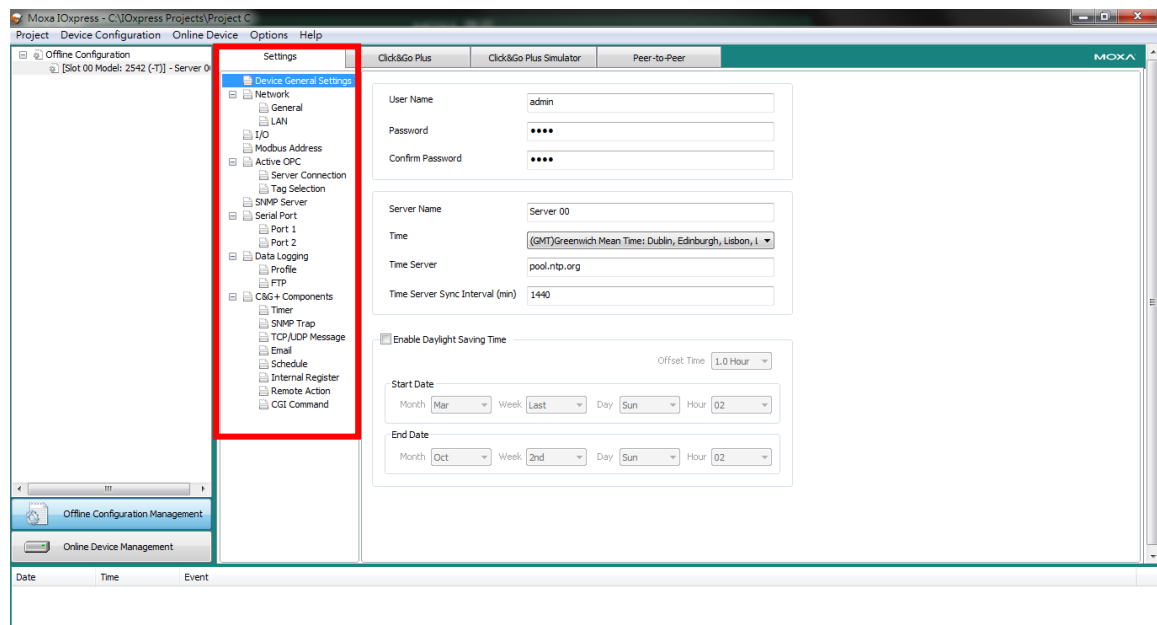 Moxa IOxpress - C:\IOxpress Projects\Project C
Project Device Configuration Online Device Options Help
Offline Configuration
[Slot 00 Model: 2542 (-T)] - Server 0
Offline Configuration Management
Online Device Management
Settings
Click&Go Plus
Click&Go Plus Simulator
Peer-to-Peer
MOXA
Device General Settings
Network
General
LAN
I/O
Modbus Address
Active OPC
Server Connection
Tag Selection
SNMP Server
Serial Port
Port 1
Port 2
Data Logging
Profile
FTP
C&G+ Components
Timer
SNMP Trap
TCP/UDP Message
Email
Schedule
Internal Register
Remote Action
CGI Command
User Name admin
Password ••••
Confirm Password ••••
Server Name Server 00
Time (GMT)Greenwich Mean Time: Dublin, Edinburgh, Lisbon, L
Time Server pool.ntp.org
Time Server Sync Interval (min) 1440
Enable Daylight Saving Time
Offset Time 1.0 Hour
Start Date
Month Mar Week Last Day Sun Hour 02
End Date
Month Oct Week 2nd Day Sun Hour 02
Date Time Event